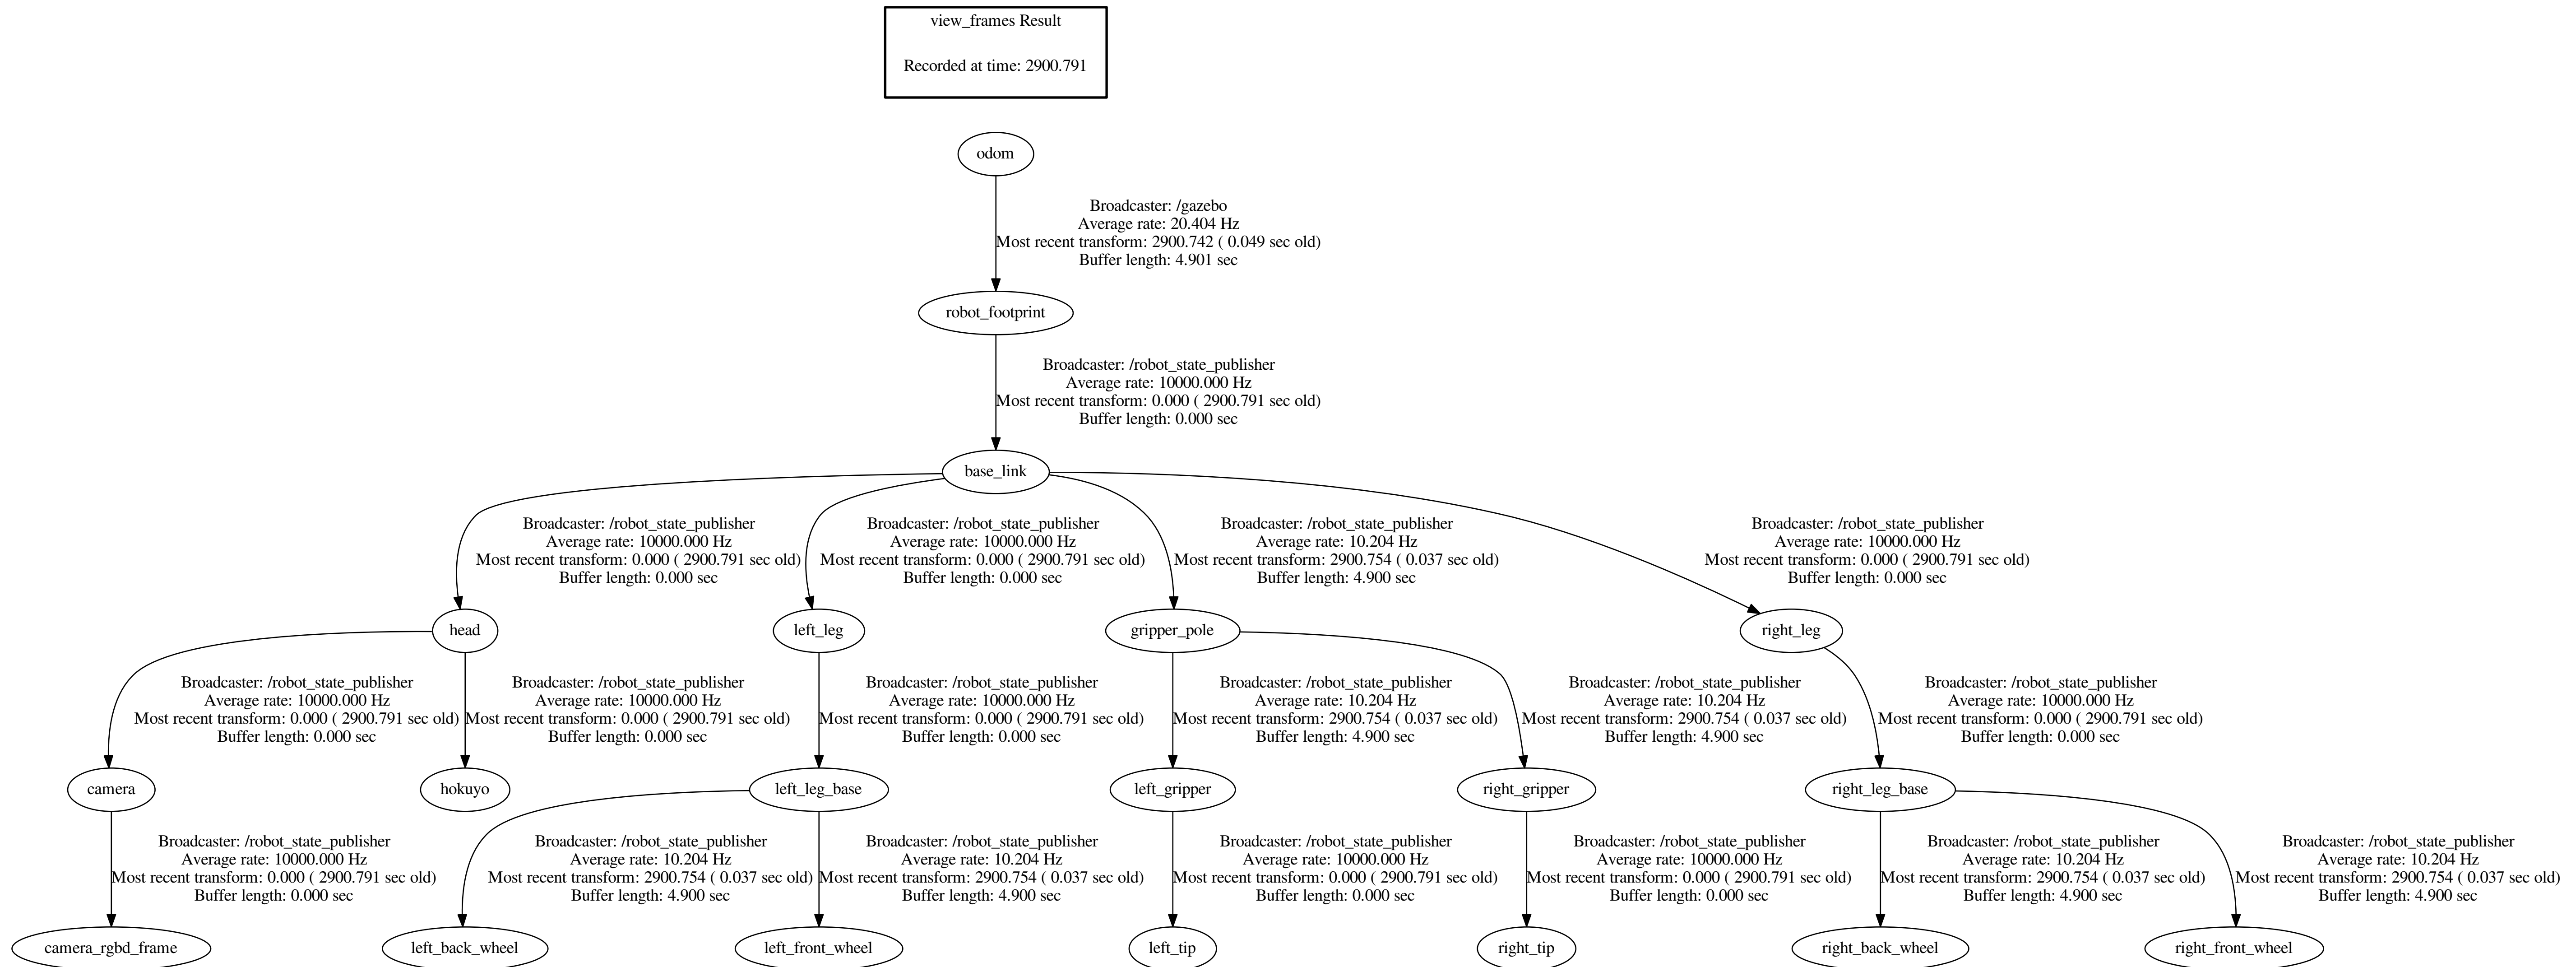 view_frames Result
Recorded at time: 2900.791
odom
Broadcaster: /gazebo
Average rate: 20.404 Hz
Most recent transform: 2900.742 ( 0.049 sec old)
Buffer length: 4.901 sec
robot_footprint
Broadcaster: /robot_state_publisher
Average rate: 10000.000 Hz
Most recent transform: 0.000 ( 2900.791 sec old)
Buffer length: 0.000 sec
base_link
Broadcaster: /robot_state_publisher
Average rate: 10000.000 Hz
Most recent transform: 0.000 ( 2900.791 sec old)
Buffer length: 0.000 sec
Broadcaster: /robot_state_publisher
Average rate: 10000.000 Hz
Most recent transform: 0.000 ( 2900.791 sec old)
Buffer length: 0.000 sec
Broadcaster: /robot_state_publisher
Average rate: 10.204 Hz
Most recent transform: 2900.754 ( 0.037 sec old)
Buffer length: 4.900 sec
Broadcaster: /robot_state_publisher
Average rate: 10000.000 Hz
Most recent transform: 0.000 ( 2900.791 sec old)
Buffer length: 0.000 sec
head
left_leg
gripper_pole
right_leg
Broadcaster: /robot_state_publisher
Average rate: 10000.000 Hz
Most recent transform: 0.000 ( 2900.791 sec old)
Buffer length: 0.000 sec
Broadcaster: /robot_state_publisher
Average rate: 10000.000 Hz
Most recent transform: 0.000 ( 2900.791 sec old)
Buffer length: 0.000 sec
Broadcaster: /robot_state_publisher
Average rate: 10000.000 Hz
Most recent transform: 0.000 ( 2900.791 sec old)
Buffer length: 0.000 sec
Broadcaster: /robot_state_publisher
Average rate: 10.204 Hz
Most recent transform: 2900.754 ( 0.037 sec old)
Buffer length: 4.900 sec
Broadcaster: /robot_state_publisher
Average rate: 10.204 Hz
Most recent transform: 2900.754 ( 0.037 sec old)
Buffer length: 4.900 sec
Broadcaster: /robot_state_publisher
Average rate: 10000.000 Hz
Most recent transform: 0.000 ( 2900.791 sec old)
Buffer length: 0.000 sec
camera
hokuyo
left_leg_base
left_gripper
right_gripper
right_leg_base
Broadcaster: /robot_state_publisher
Average rate: 10000.000 Hz
Most recent transform: 0.000 ( 2900.791 sec old)
Buffer length: 0.000 sec
Broadcaster: /robot_state_publisher
Average rate: 10.204 Hz
Most recent transform: 2900.754 ( 0.037 sec old)
Buffer length: 4.900 sec
Broadcaster: /robot_state_publisher
Average rate: 10.204 Hz
Most recent transform: 2900.754 ( 0.037 sec old)
Buffer length: 4.900 sec
Broadcaster: /robot_state_publisher
Average rate: 10000.000 Hz
Most recent transform: 0.000 ( 2900.791 sec old)
Buffer length: 0.000 sec
Broadcaster: /robot_state_publisher
Average rate: 10000.000 Hz
Most recent transform: 0.000 ( 2900.791 sec old)
Buffer length: 0.000 sec
Broadcaster: /robot_state_publisher
Average rate: 10.204 Hz
Most recent transform: 2900.754 ( 0.037 sec old)
Buffer length: 4.900 sec
Broadcaster: /robot_state_publisher
Average rate: 10.204 Hz
Most recent transform: 2900.754 ( 0.037 sec old)
Buffer length: 4.900 sec
camera_rgbd_frame
left_back_wheel
left_front_wheel
left_tip
right_tip
right_back_wheel
right_front_wheel